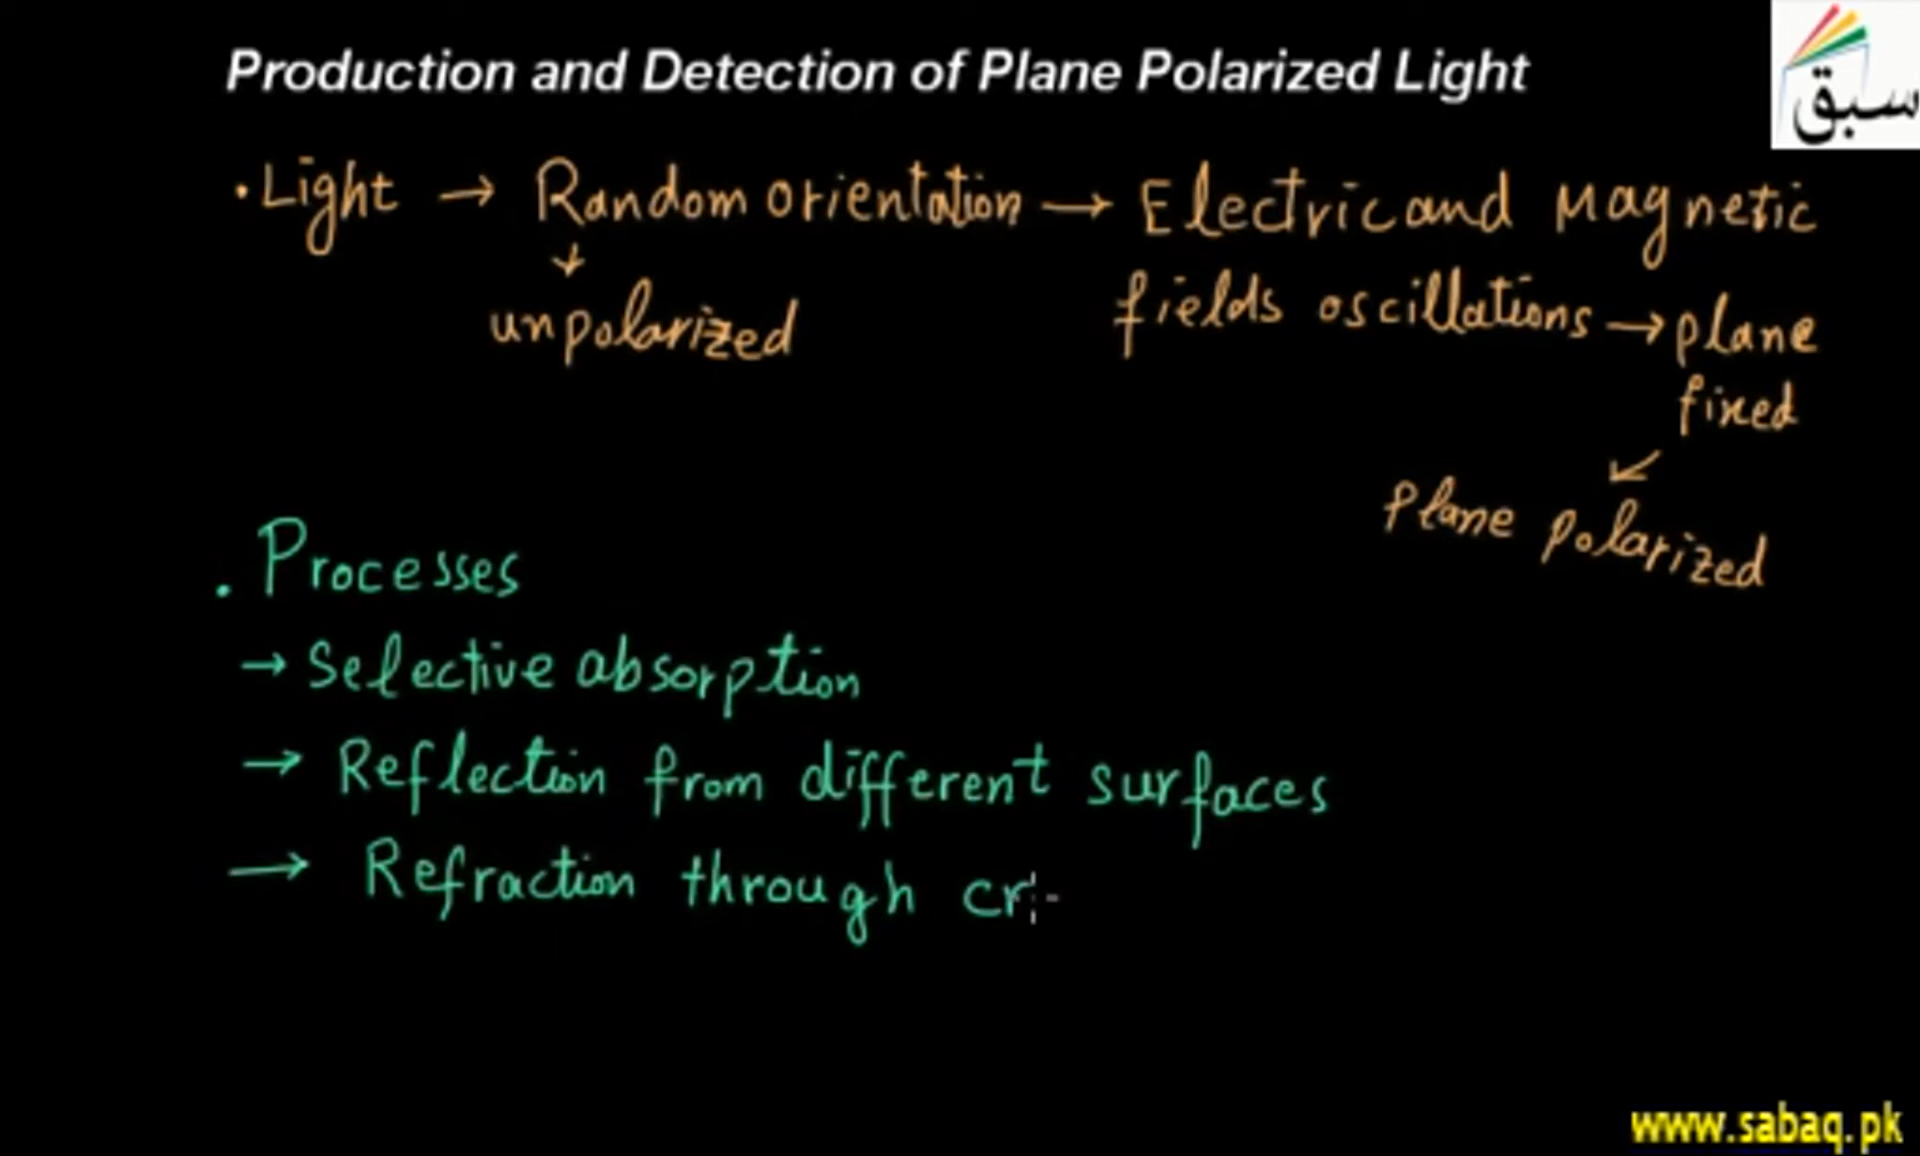 Production and Detection of Plane Polarized Light
سبق
. Light → Random orientation → Electric and Magnetic
↓
unpolarized
fields oscillations → plane
fixed
↙
Plane Polarized
. Processes
→ Selective absorption
→ Reflection from different surfaces
→ Refraction through cr
www.sabaq.pk